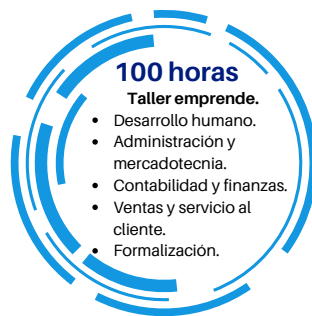 100 horas
Taller emprende.
• Desarrollo humano.
• Administración y
mercadotecnia.
• Contabilidad y finanzas.
• Ventas y servicio al
cliente.
• Formalización.